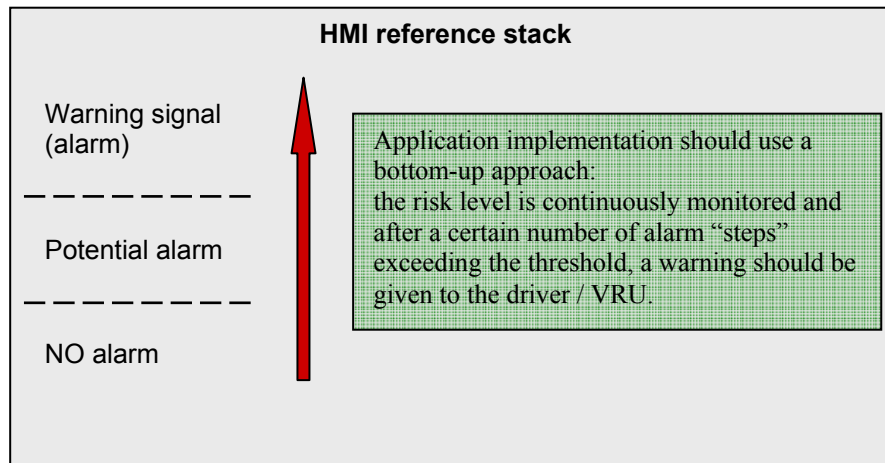 HMI reference stack
Warning signal
(alarm)
Potential alarm
NO alarm
Application implementation should use a
bottom-up approach:
the risk level is continuously monitored and
after a certain number of alarm “steps”
exceeding the threshold, a warning should be
given to the driver / VRU.